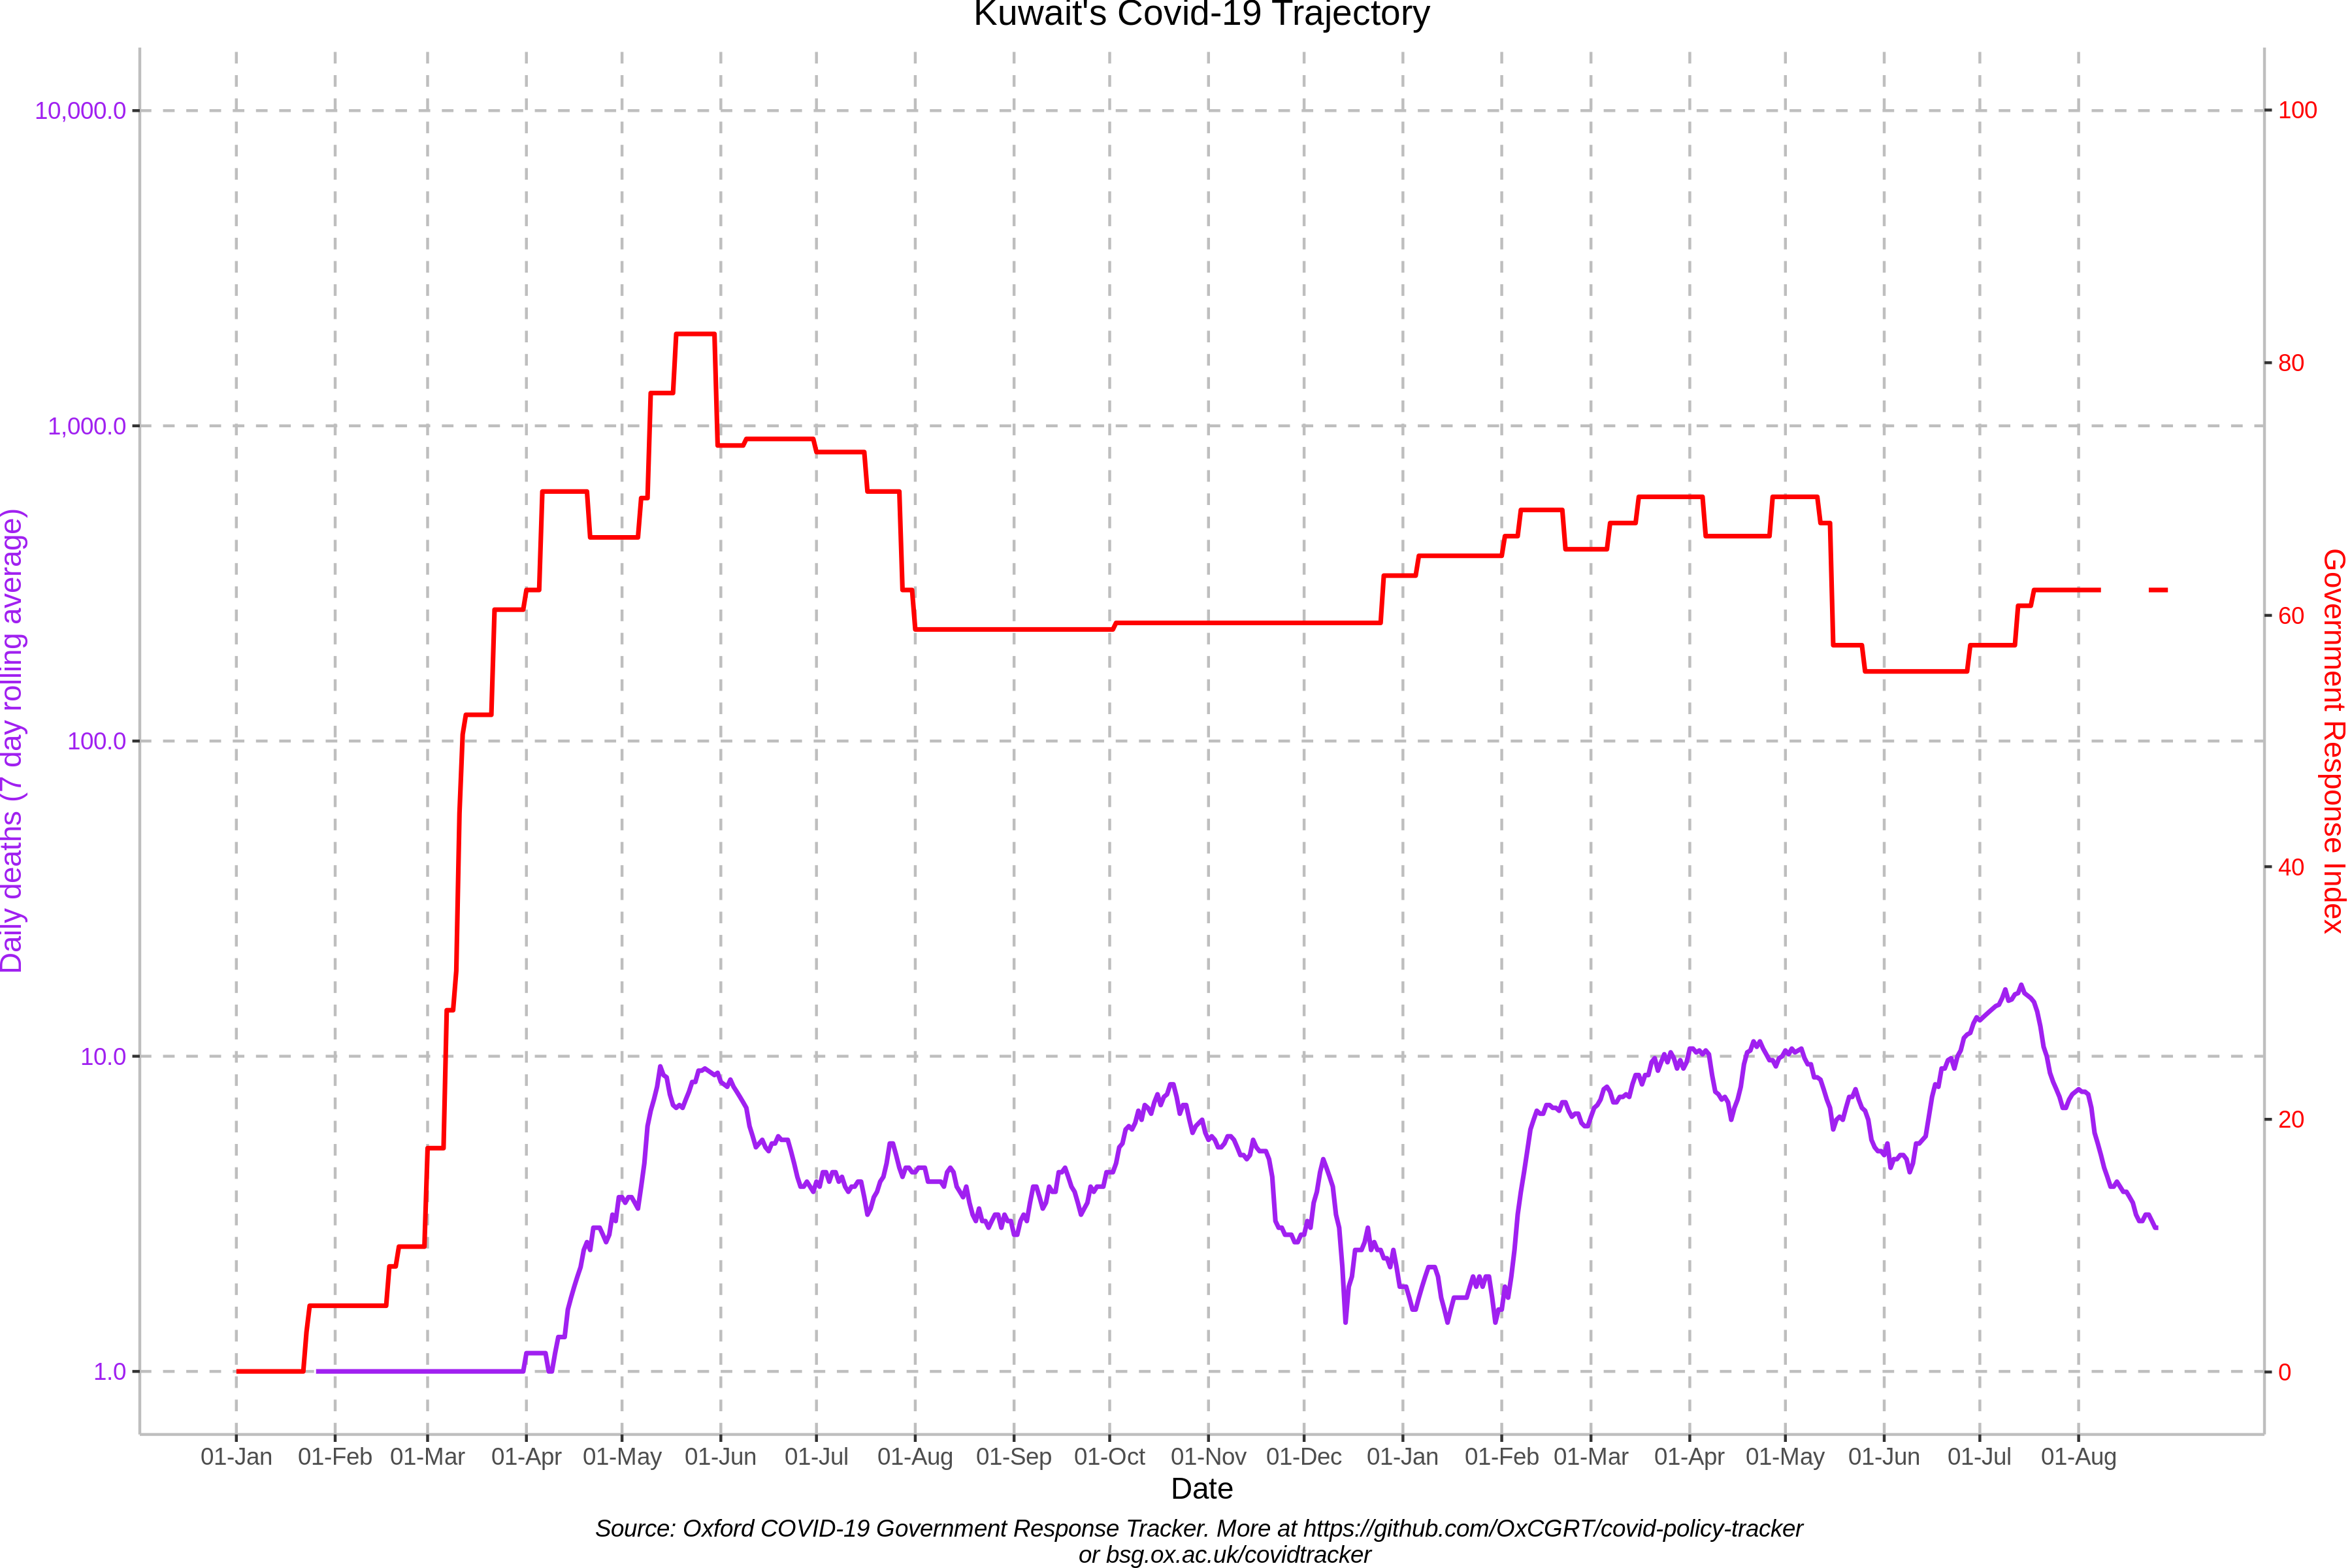 Kuwait's Covid-19 Trajectory
10,000.0
1,000.0
100.0
10.0
1.0
Daily deaths (7 day rolling average)
100
80
60
40
20
0
Government Response Index
01-Jan 01-Feb 01-Mar 01-Apr 01-May 01-Jun 01-Jul 01-Aug 01-Sep 01-Oct 01-Nov 01-Dec 01-Jan 01-Feb 01-Mar 01-Apr 01-May 01-Jun 01-Jul 01-Aug
Date
Source: Oxford COVID-19 Government Response Tracker. More at https://github.com/OxCGRT/covid-policy-tracker
or bsg.ox.ac.uk/covidtracker